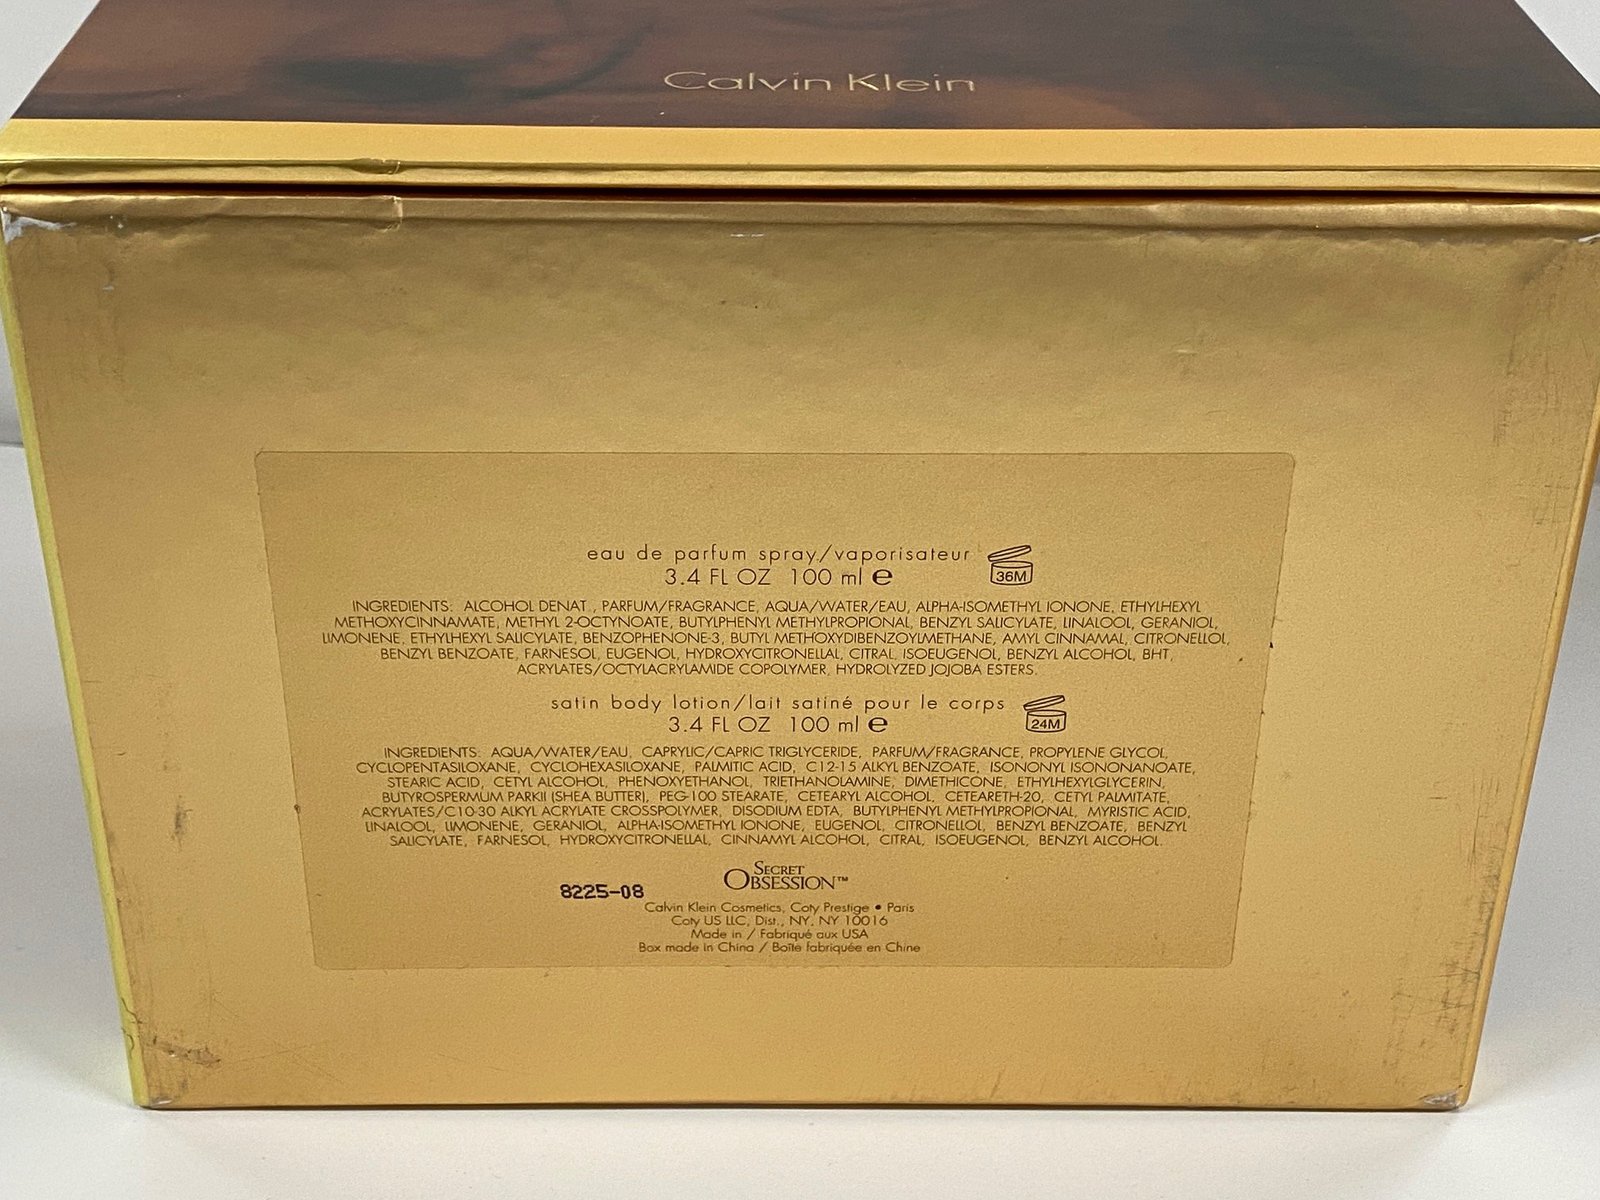 Calvin Klein
eau de parfum spray/vaporisateur
3.4 FL OZ 100 ml ℮
36M
INGREDIENTS: ALCOHOL DENAT., PARFUM/FRAGRANCE, AQUA/WATER/EAU, ALPHA-ISOMETHYL IONONE, ETHYLHEXYL
METHOXYCINNAMATE, METHYL 2-OCTYNOATE, BUTYLPHENYL METHYLPROPIONAL, BENZYL SALICYLATE, LINALOOL, GERANIOL,
LIMONENE, ETHYLHEXYL SALICYLATE, BENZOPHENONE-3, BUTYL METHOXYDIBENZOYLMETHANE, AMYL CINNAMAL, CITRONELLOL,
BENZYL BENZOATE, FARNESOL, EUGENOL, HYDROXYCITRONELLAL, CITRAL, ISOEUGENOL, BENZYL ALCOHOL, BHT,
ACRYLATES/OCTYLACRYLAMIDE COPOLYMER, HYDROLYZED JOJOBA ESTERS.
satin body lotion/lait satiné pour le corps
3.4 FL OZ 100 ml ℮
24M
INGREDIENTS: AQUA/WATER/EAU, CAPRYLIC/CAPRIC TRIGLYCERIDE, PARFUM/FRAGRANCE, PROPYLENE GLYCOL,
CYCLOPENTASILOXANE, CYCLOHEXASILOXANE, PALMITIC ACID, C12-15 ALKYL BENZOATE, ISONONYL ISONONANOATE,
STEARIC ACID, CETYL ALCOHOL, PHENOXYETHANOL, TRIETHANOLAMINE, DIMETHICONE, ETHYLHEXYLGLYCERIN,
BUTYROSPERMUM PARKII (SHEA BUTTER), PEG-100 STEARATE, CETEARYL ALCOHOL, CETEARETH-20, CETYL PALMITATE,
ACRYLATES/C10-30 ALKYL ACRYLATE CROSSPOLYMER, DISODIUM EDTA, BUTYLPHENYL METHYLPROPIONAL, MYRISTIC ACID,
LINALOOL, LIMONENE, GERANIOL, ALPHA-ISOMETHYL IONONE, EUGENOL, CITRONELLOL, BENZYL BENZOATE, BENZYL
SALICYLATE, FARNESOL, HYDROXYCITRONELLAL, CINNAMYL ALCOHOL, CITRAL, ISOEUGENOL, BENZYL ALCOHOL.
SECRET
OBSESSION™
8225-08
Calvin Klein Cosmetics, Coty Prestige • Paris
Coty US LLC, Dist., NY, NY 10016
Made in / Fabriqué aux USA
Box made in China / Boîte fabriquée en Chine